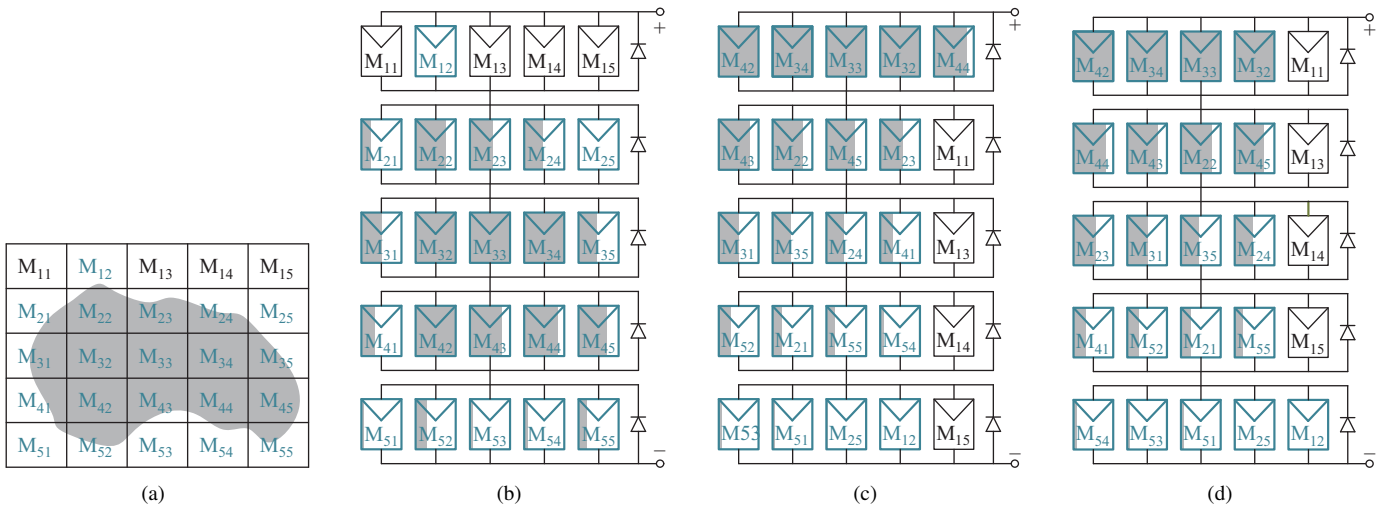 M11 M12 M13 M14 M15
M21 M22 M23 M24 M25
M31 M32 M33 M34 M35
M41 M42 M43 M44 M45
M51 M52 M53 M54 M55
(a)
+
M11 M12 M13 M14 M15
M21 M22 M23 M24 M25
M31 M32 M33 M34 M35
M41 M42 M43 M44 M45
M51 M52 M53 M54 M55
−
(b)
+
M42 M34 M33 M32 M44
M43 M22 M45 M23 M11
M31 M35 M24 M41 M13
M52 M21 M55 M54 M14
M53 M51 M25 M12 M15
−
(c)
+
M42 M34 M33 M32 M11
M44 M43 M22 M45 M13
M23 M31 M35 M24 M14
M41 M52 M21 M55 M15
M54 M53 M51 M25 M12
−
(d)